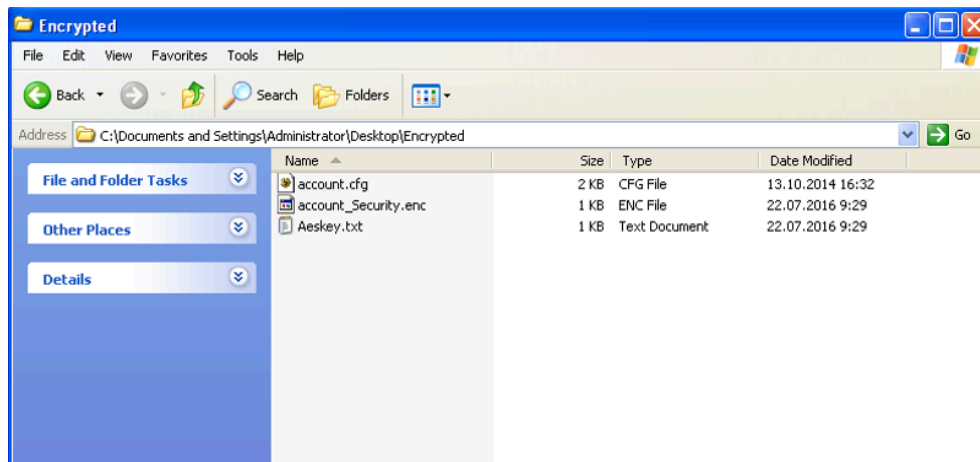 Encrypted
File Edit View Favorites Tools Help
Back Search Folders
Address C:\Documents and Settings\Administrator\Desktop\Encrypted Go
File and Folder Tasks
Other Places
Details
Name Size Type Date Modified
account.cfg 2 KB CFG File 13.10.2014 16:32
account_Security.enc 1 KB ENC File 22.07.2016 9:29
Aeskey.txt 1 KB Text Document 22.07.2016 9:29